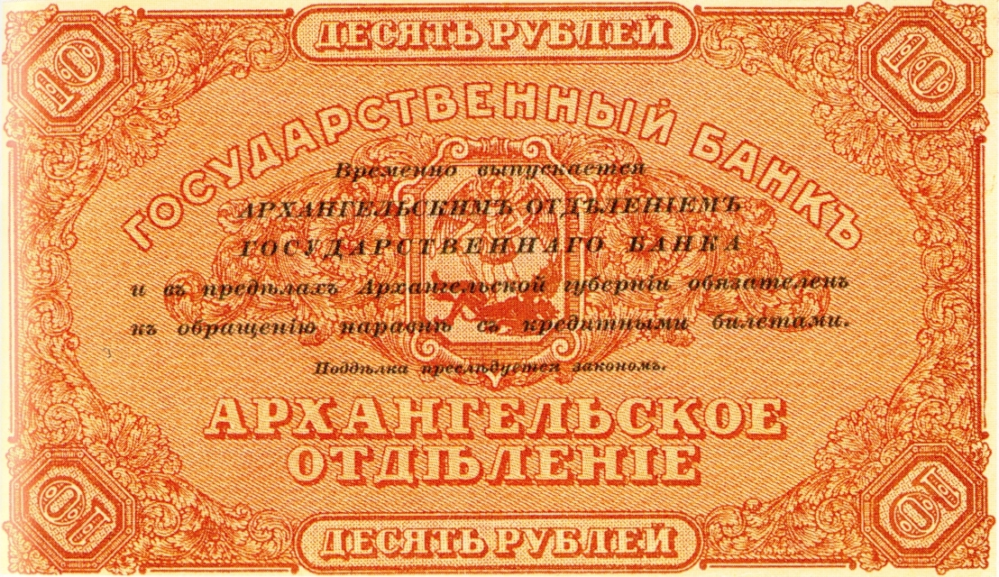 ДЕСЯТЬ РУБЛЕЙ
10 10
ГОСУДАРСТВЕННЫЙ БАНКЪ
Временно выпускается
АРХАНГЕЛЬСКИМЪ ОТДѢЛЕНІЕМЪ
ГОСУДАРСТВЕННАГО БАНКА
и въ предѣлахъ Архангельской губерніи обязателенъ
къ обращенію наравнѣ съ кредитными билетами.
Поддѣлка преслѣдуется закономъ.
АРХАНГЕЛЬСКОЕ
ОТДѢЛЕНІЕ
10 10
ДЕСЯТЬ РУБЛЕЙ